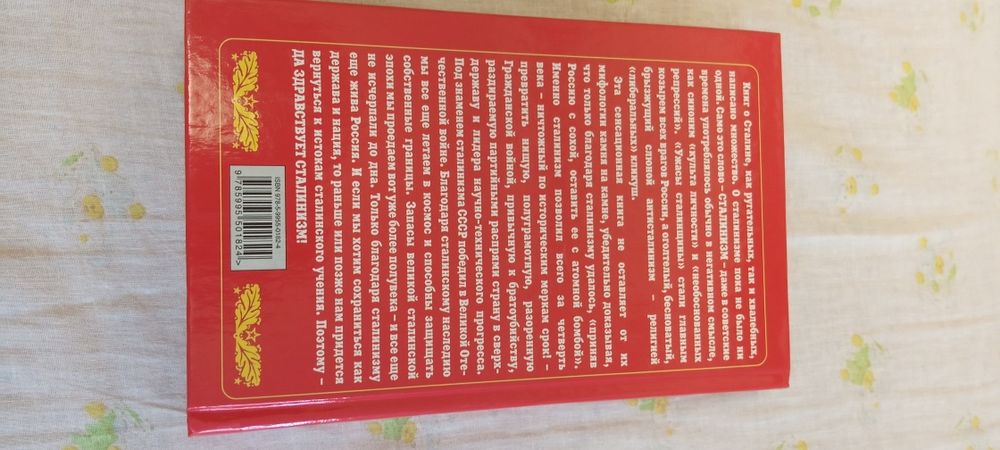 Книг о Сталине, как ругательных, так и хвалебных,
написано множество. О сталинизме пока не было ни
одной. Само это слово – СТАЛИНИЗМ – даже в советские
времена употреблялось обычно в негативном смысле,
как синоним «культа личности» и «необоснованных
репрессий», «Ужасы сталинщины» стали главным
козырем всех врагов России, а оголтелый, бесноватый,
брызжущий слюной антисталинизм – религией
«либеральных» кликуш.
Эта сенсационная книга не оставляет от их
мифологии камня на камне, убедительно доказывая,
что только благодаря сталинизму удалось, «приняв
Россию с сохой, оставить ее с атомной бомбой».
Именно сталинизм позволил всего за четверть
века – ничтожный по историческим меркам срок! –
превратить нищую, полуграмотную, разоренную
Гражданской войной, привычную к братоубийству,
раздираемую партийными распрями страну в сверх-
державу и лидера научно-технического прогресса.
Под знаменем сталинизма СССР победил в Великой Оте-
чественной войне. Благодаря сталинскому наследию
мы все еще летаем в космос и способны защищать
собственные границы. Запасы великой сталинской
эпохи мы проедаем вот уже более полувека – и все еще
не исчерпали до дна. Только благодаря сталинизму
еще жива Россия. И если мы хотим сохраниться как
держава и нация, то раньше или позже нам придется
вернуться к истокам сталинского учения. Поэтому –
ДА ЗДРАВСТВУЕТ СТАЛИНИЗМ!
ISBN 978-5-9955-0182-4
9785995501824>